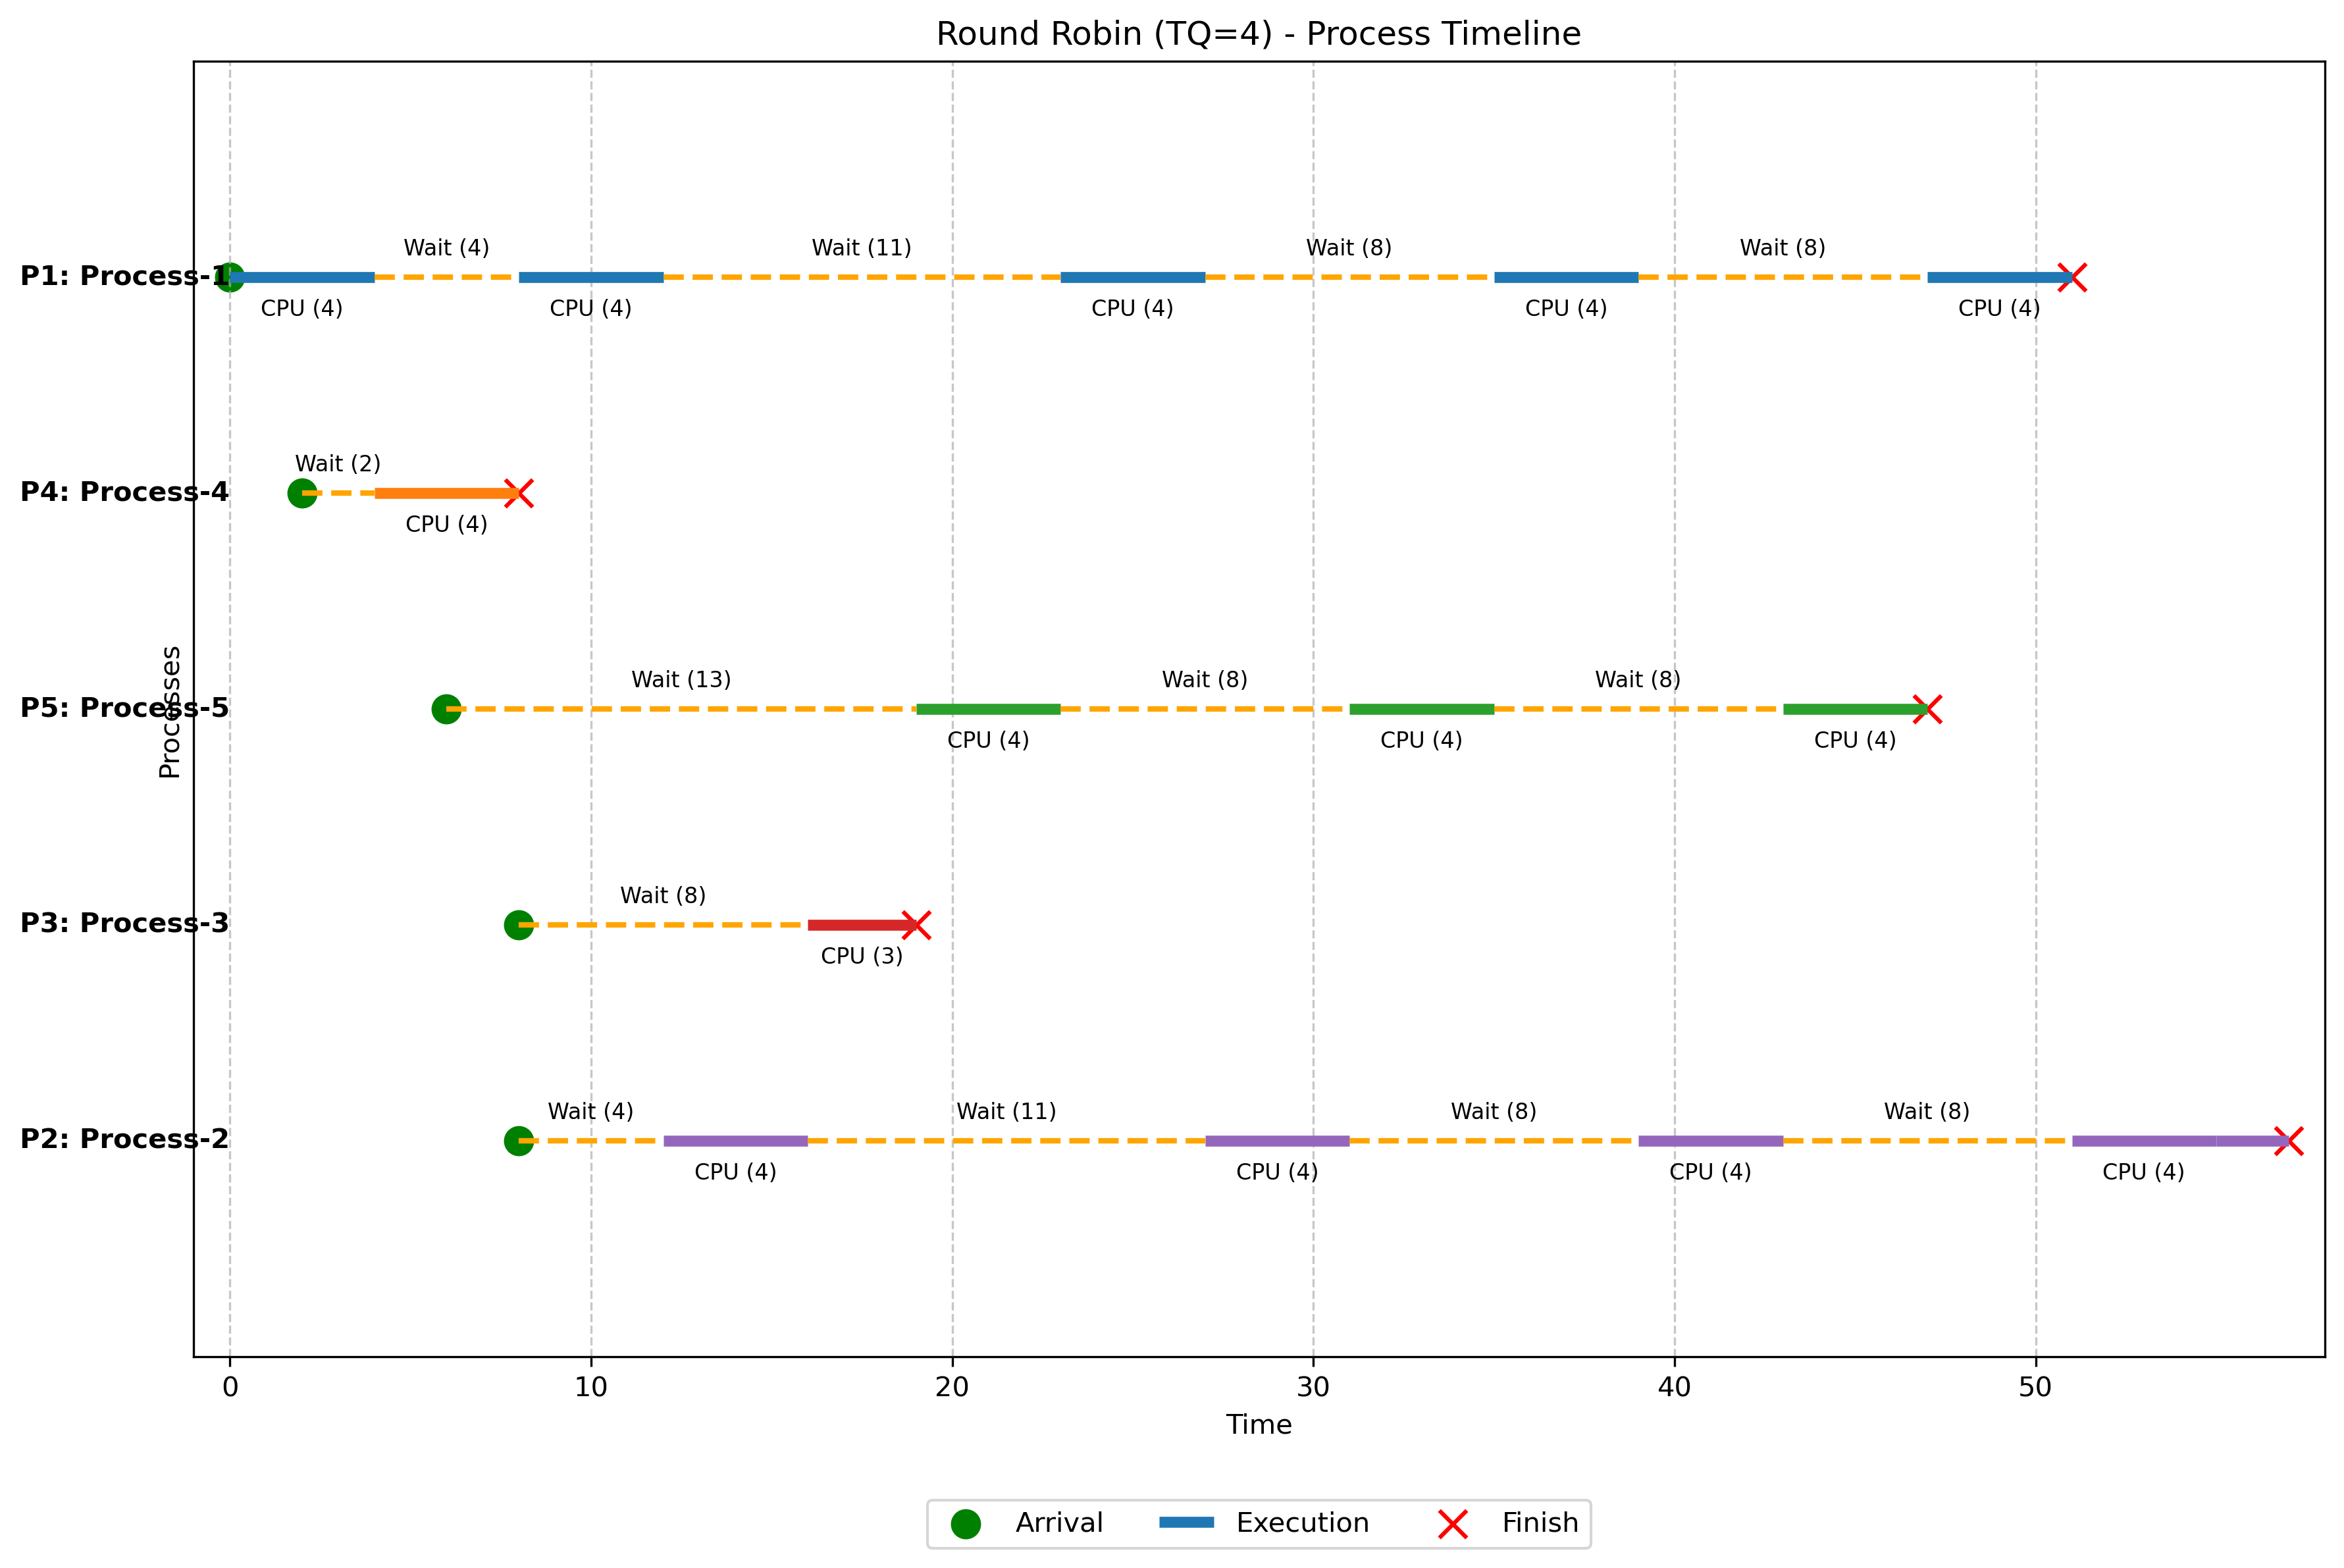 Round Robin (TQ=4) - Process Timeline
Wait (4)
Wait (11)
Wait (8)
Wait (8)
P1: Process-1
CPU (4)
CPU (4)
CPU (4)
CPU (4)
CPU (4)
Wait (2)
P4: Process-4
CPU (4)
Wait (13)
Wait (8)
Wait (8)
P5: Process-5
CPU (4)
CPU (4)
CPU (4)
Processes
Wait (8)
P3: Process-3
CPU (3)
Wait (4)
Wait (11)
Wait (8)
Wait (8)
P2: Process-2
CPU (4)
CPU (4)
CPU (4)
CPU (4)
0
10
20
30
40
50
Time
Arrival
Execution
Finish